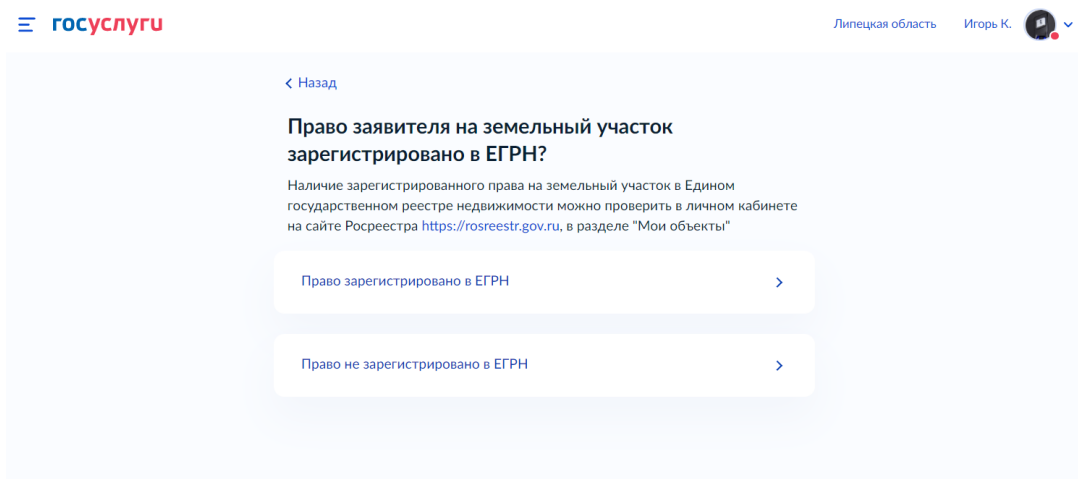 госуслуги
Липецкая область
Игорь К.
Назад
Право заявителя на земельный участок
зарегистрировано в ЕГРН?
Наличие зарегистрированного права на земельный участок в Едином
государственном реестре недвижимости можно проверить в личном кабинете
на сайте Росреестра https://rosreestr.gov.ru, в разделе "Мои объекты"
Право зарегистрировано в ЕГРН
Право не зарегистрировано в ЕГРН